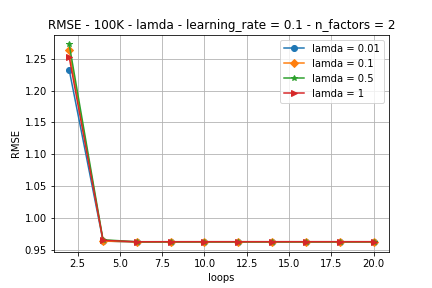 RMSE - 100K - lamda - learning_rate = 0.1 - n_factors = 2
lamda = 0.01
lamda = 0.1
lamda = 0.5
lamda = 1
1.25
1.20
1.15
1.10
1.05
1.00
0.95
RMSE
2.5 5.0 7.5 10.0 12.5 15.0 17.5 20.0
loops